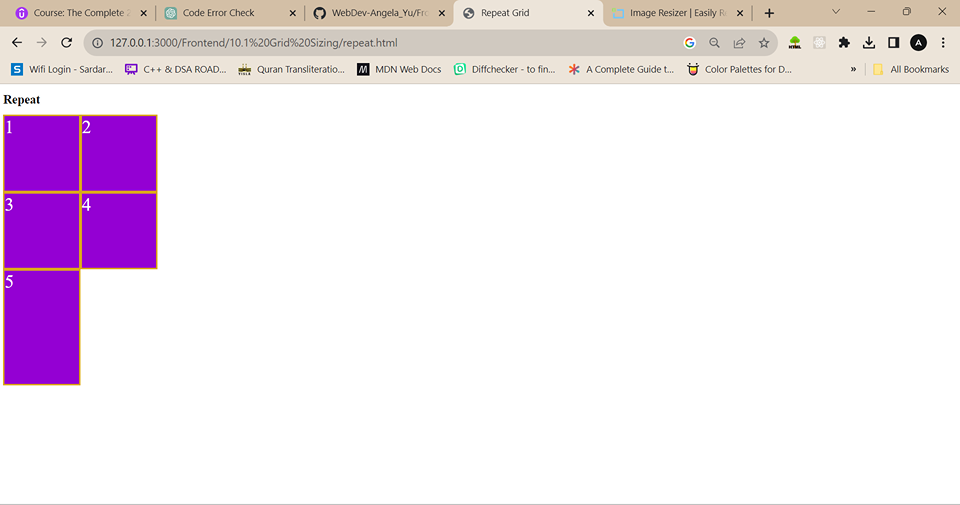 Course: The Complete 2
Code Error Check
WebDev-Angela_Yu/Fro
Repeat Grid
Image Resizer | Easily R
127.0.0.1:3000/Frontend/10.1%20Grid%20Sizing/repeat.html
A
Wifi Login - Sardar...
C++ & DSA ROAD...
Quran Transliteratio...
MDN Web Docs
Diffchecker - to fin...
A Complete Guide t...
Color Palettes for D...
»
All Bookmarks
Repeat
1 2
3 4
5